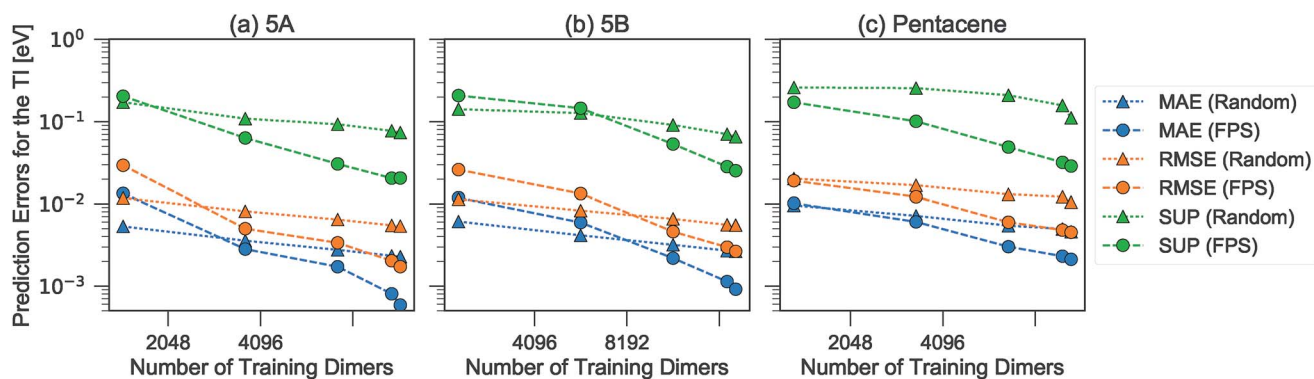 (a) 5A
(b) 5B
(c) Pentacene
Prediction Errors for the TI [eV]
10⁰
10⁻¹
10⁻²
10⁻³
2048
4096
4096
8192
2048
4096
Number of Training Dimers
Number of Training Dimers
Number of Training Dimers
MAE (Random)
MAE (FPS)
RMSE (Random)
RMSE (FPS)
SUP (Random)
SUP (FPS)